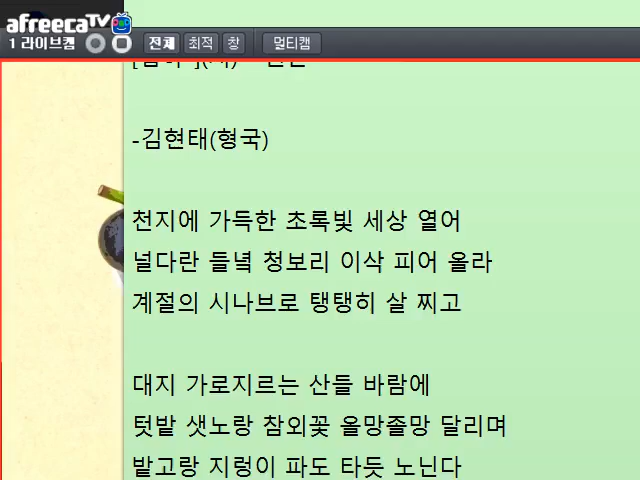 afreecaTV
1 라이브캠 전체 최적 창 멀티캠
-김현태(형국)
천지에 가득한 초록빛 세상 열어
널다란 들녘 청보리 이삭 피어 올라
계절의 시나브로 탱탱히 살 찌고
대지 가로지르는 산들 바람에
텃밭 샛노랑 참외꽃 올망졸망 달리며
밭고랑 지렁이 파도 타듯 노닌다